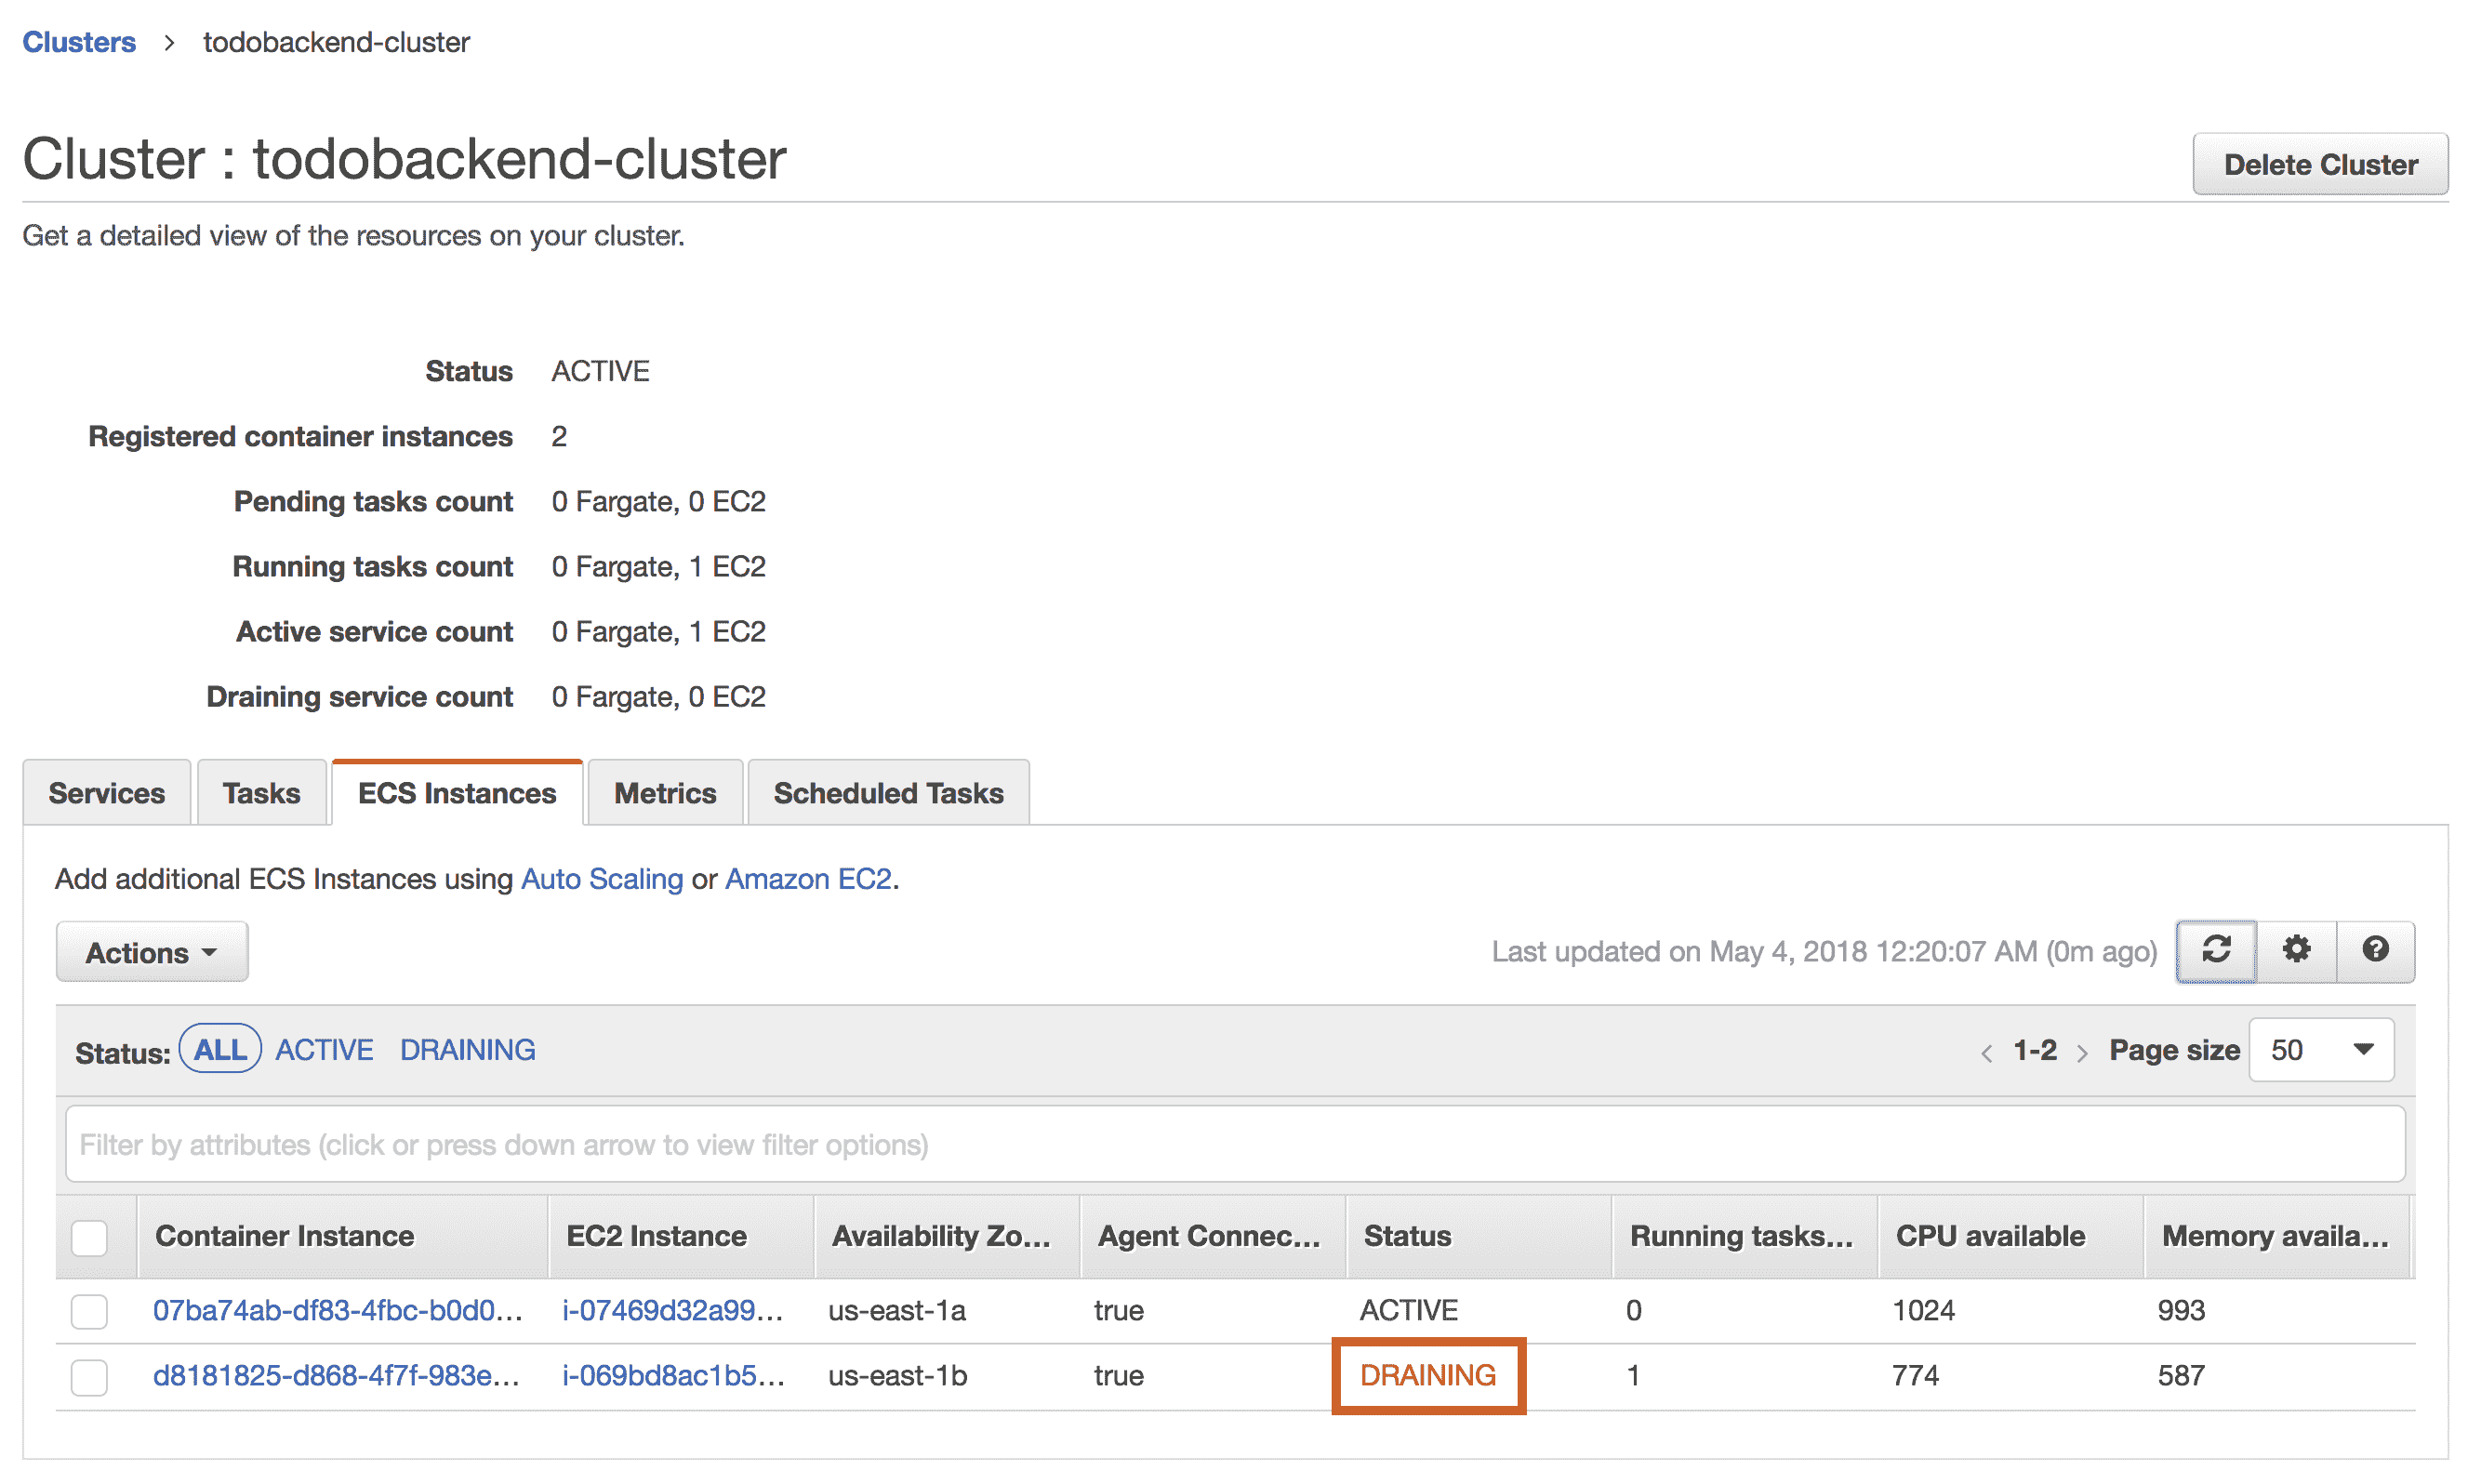 Clusters > todobackend-cluster
Cluster : todobackend-cluster
Delete Cluster
Get a detailed view of the resources on your cluster.
Status ACTIVE
Registered container instances 2
Pending tasks count 0 Fargate, 0 EC2
Running tasks count 0 Fargate, 1 EC2
Active service count 0 Fargate, 1 EC2
Draining service count 0 Fargate, 0 EC2
Services Tasks ECS Instances Metrics Scheduled Tasks
Add additional ECS Instances using Auto Scaling or Amazon EC2.
Actions Last updated on May 4, 2018 12:20:07 AM (0m ago)
Status: ALL ACTIVE DRAINING < 1-2 > Page size 50
Filter by attributes (click or press down arrow to view filter options)
Container Instance EC2 Instance Availability Zo... Agent Connec... Status Running tasks... CPU available Memory availa...
07ba74ab-df83-4fbc-b0d0... i-07469d32a99... us-east-1a true ACTIVE 0 1024 993
d8181825-d868-4f7f-983e... i-069bd8ac1b5... us-east-1b true DRAINING 1 774 587